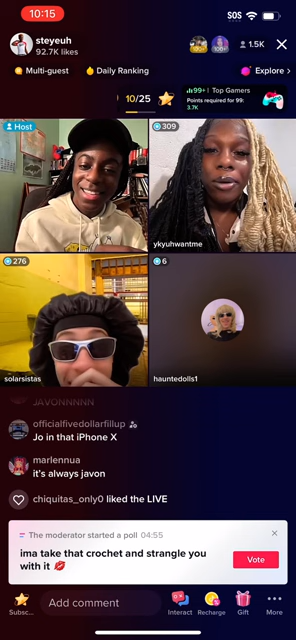 10:15
SOS
steyeuh
92.7K likes
1.5K
Multi-guest
Daily Ranking
Explore >
10/25
99+ | Top Gamers
Points required for 99:
3.7K
Host
309
ykyuhwantme
276
solarsistas
6
hauntedolls1
JAVONNNNN
officialfivedollarfillup
Jo in that iPhone X
marlennua
it's always javon
chiquitas_only0 liked the LIVE
The moderator started a poll 04:55
ima take that crochet and strangle you
with it 💋
Vote
Subsc...
Add comment
Interact
Recharge
Gift
More